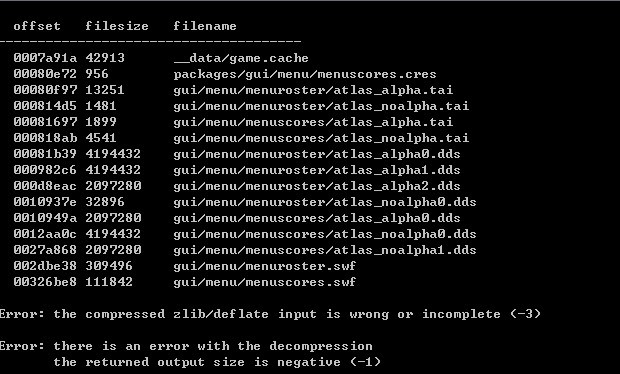 offset   filesize   filename
--------------------------------------
0007a91a 42913      __data/game.cache
00080e72 956        packages/gui/menu/menuscores.cres
00080f97 13251      gui/menu/menuroster/atlas_alpha.tai
000814d5 1481       gui/menu/menuroster/atlas_noalpha.tai
00081697 1899       gui/menu/menuscores/atlas_alpha.tai
000818ab 4541       gui/menu/menuscores/atlas_noalpha.tai
00081b39 4194432    gui/menu/menuroster/atlas_alpha0.dds
000982c6 4194432    gui/menu/menuroster/atlas_alpha1.dds
000d8eac 2097280    gui/menu/menuroster/atlas_alpha2.dds
0010937e 32896      gui/menu/menuroster/atlas_noalpha0.dds
0010949a 2097280    gui/menu/menuscores/atlas_alpha0.dds
0012aa0c 4194432    gui/menu/menuscores/atlas_noalpha0.dds
0027a868 2097280    gui/menu/menuscores/atlas_noalpha1.dds
002dbe38 309496     gui/menu/menuroster.swf
00326be8 111842     gui/menu/menuscores.swf
Error: the compressed zlib/deflate input is wrong or incomplete (-3)
Error: there is an error with the decompression
the returned output size is negative (-1)